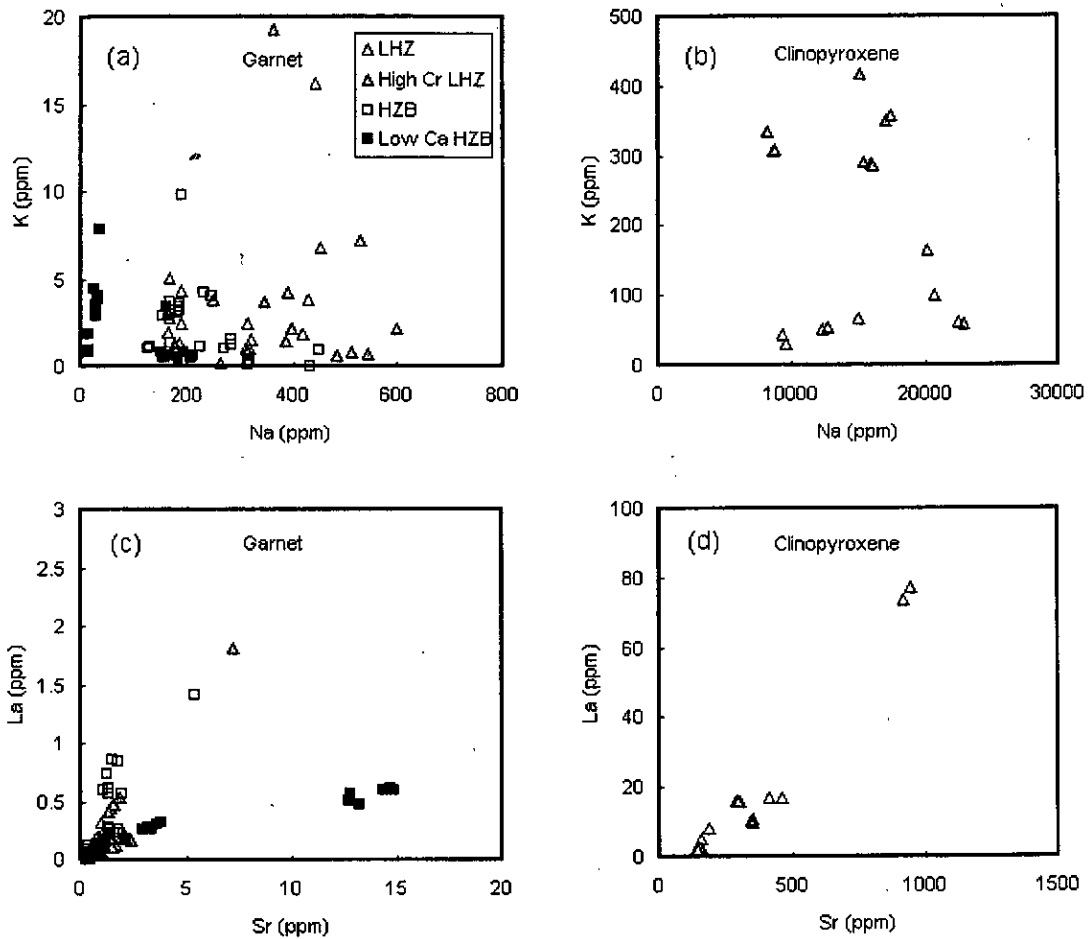 (a)
Garnet
LHZ
High Cr LHZ
HZB
Low Ca HZB
20
15
10
5
0
K (ppm)
0
200
400
600
800
Na (ppm)
(b)
Clinopyroxene
500
400
300
200
100
0
K (ppm)
0
10000
20000
30000
Na (ppm)
(c)
Garnet
3
2.5
2
1.5
1
0.5
0
La (ppm)
0
5
10
15
20
Sr (ppm)
(d)
Clinopyroxene
100
80
60
40
20
0
La (ppm)
0
500
1000
1500
Sr (ppm)